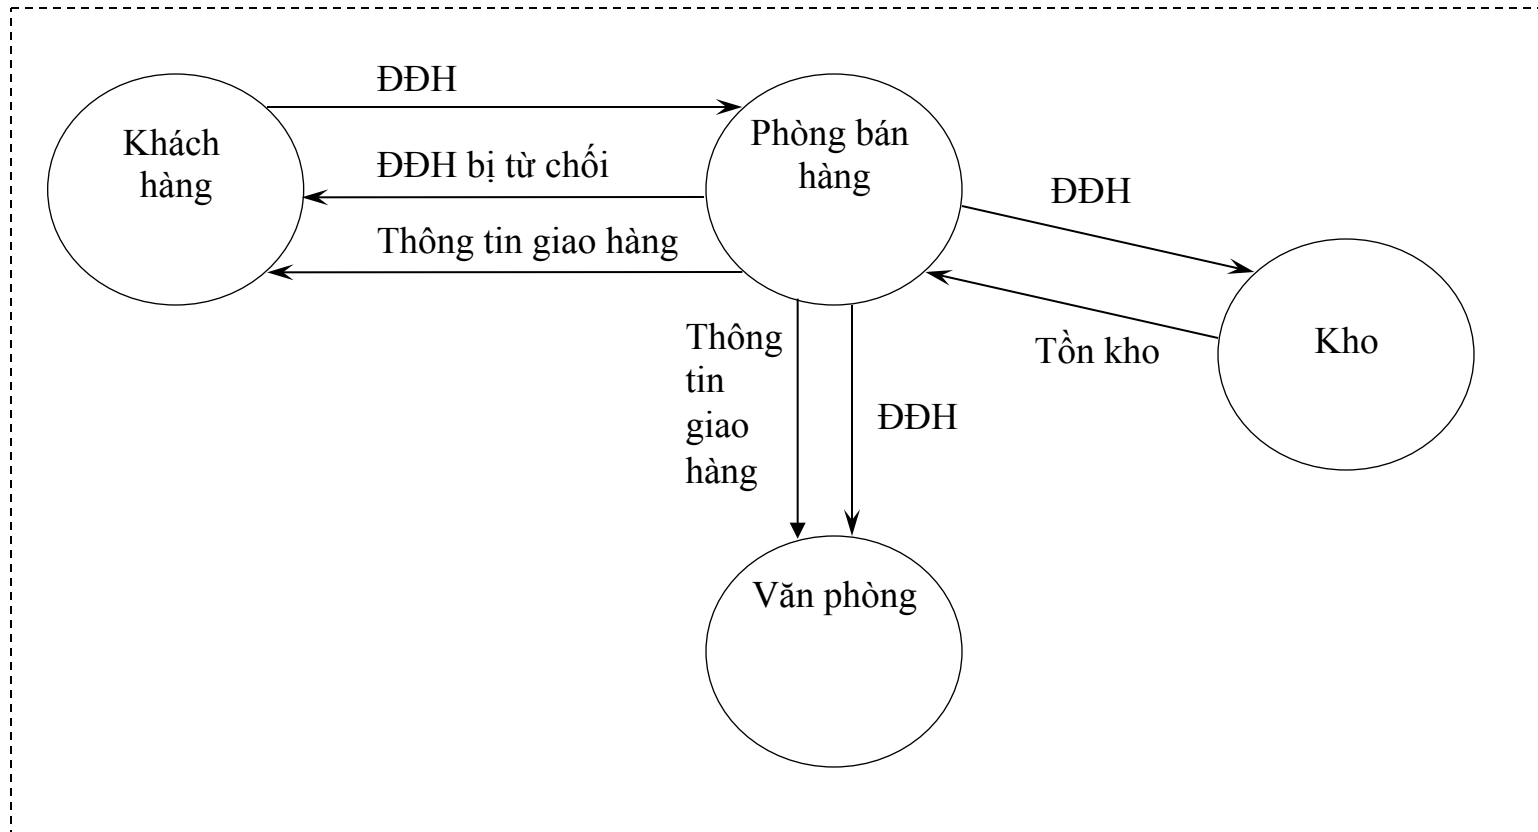 ĐĐH
Khách
hàng
Phòng bán
hàng
ĐĐH bị từ chối
ĐĐH
Thông tin giao hàng
Thông
tin
giao
hàng
Tồn kho
Kho
ĐĐH
Văn phòng